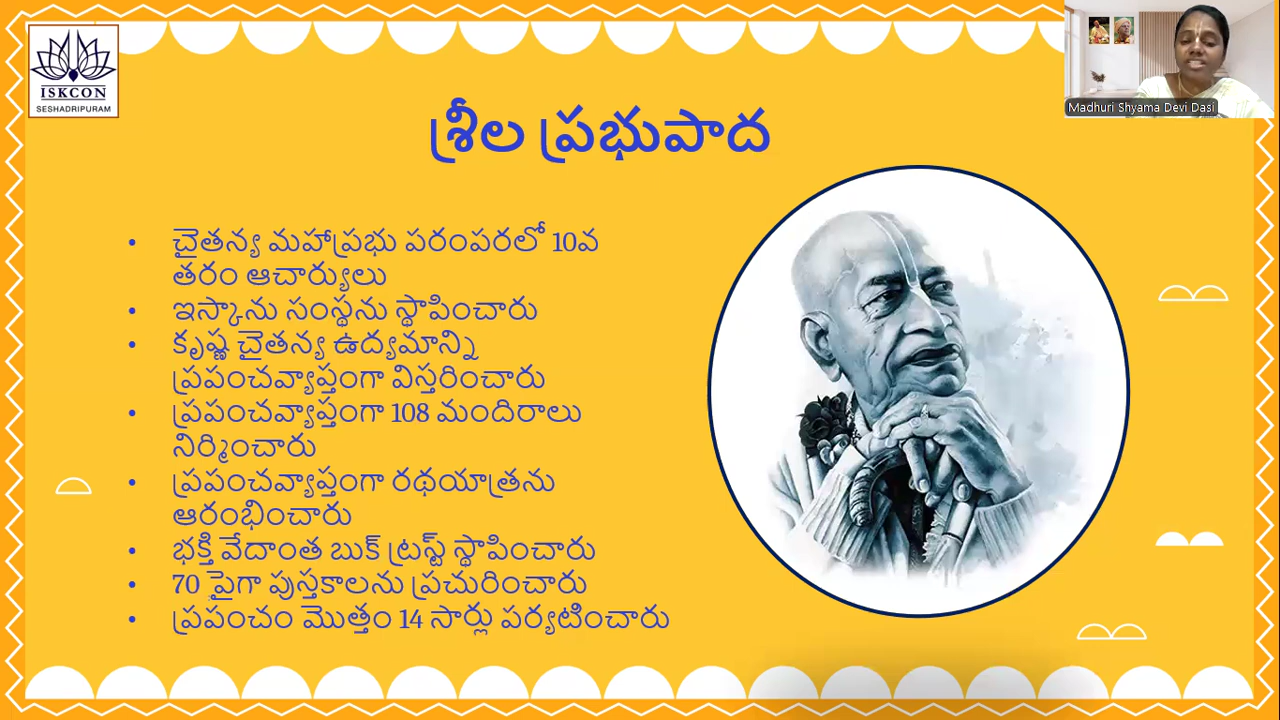 ISKCON
SESHADRIPURAM
Madhuri Shyama Devi Dasi
శ్రీల ప్రభుపాద
• చైతన్య మహాప్రభు పరంపరలో 10వ
తరం ఆచార్యులు
• ఇస్కాను సంస్థను స్థాపించారు
• కృష్ణ చైతన్య ఉద్యమాన్ని
ప్రపంచవ్యాప్తంగా విస్తరించారు
• ప్రపంచవ్యాప్తంగా 108 మందిరాలు
నిర్మించారు
• ప్రపంచవ్యాప్తంగా రథయాత్రను
ఆరంభించారు
• భక్తి వేదాంత బుక్ ట్రస్ట్ స్థాపించారు
• 70 పైగా పుస్తకాలను ప్రచురించారు
• ప్రపంచం మొత్తం 14 సార్లు పర్యటించారు